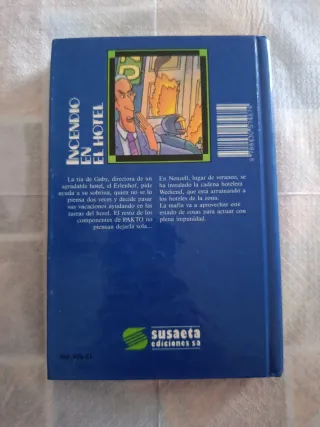 INCENDIO
EN
EL HOTEL
La tía de Gaby, directora de un
agradable hotel, el Erlenhof, pide
ayuda a su sobrina, quien no se lo
piensa dos veces y decide pasar
sus vacaciones ayudando en las
tareas del hotel. El resto de los
componentes de PAKTO no
piensan dejarla sola...
En Neuzell, lugar de veraneo, se
ha instalado la cadena hotelera
Weekend, que está arruinando a
los hoteles de la zona.
La mafia va a aprovechar este
estado de cosas para actuar con
plena impunidad.
susaeta
ediciones sa